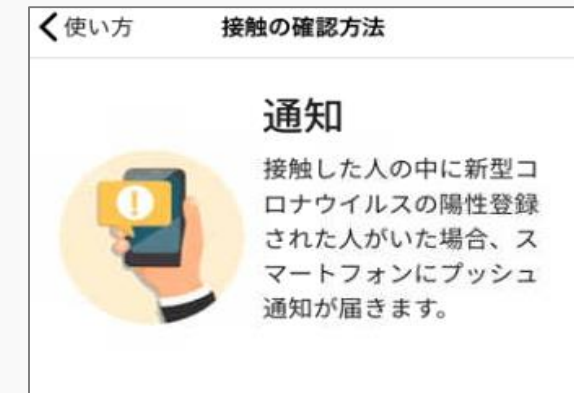 使い方 接触の確認方法
通知
接触した人の中に新型コ
ロナウイルスの陽性登録
された人がいた場合、ス
マートフォンにプッシュ
通知が届きます。